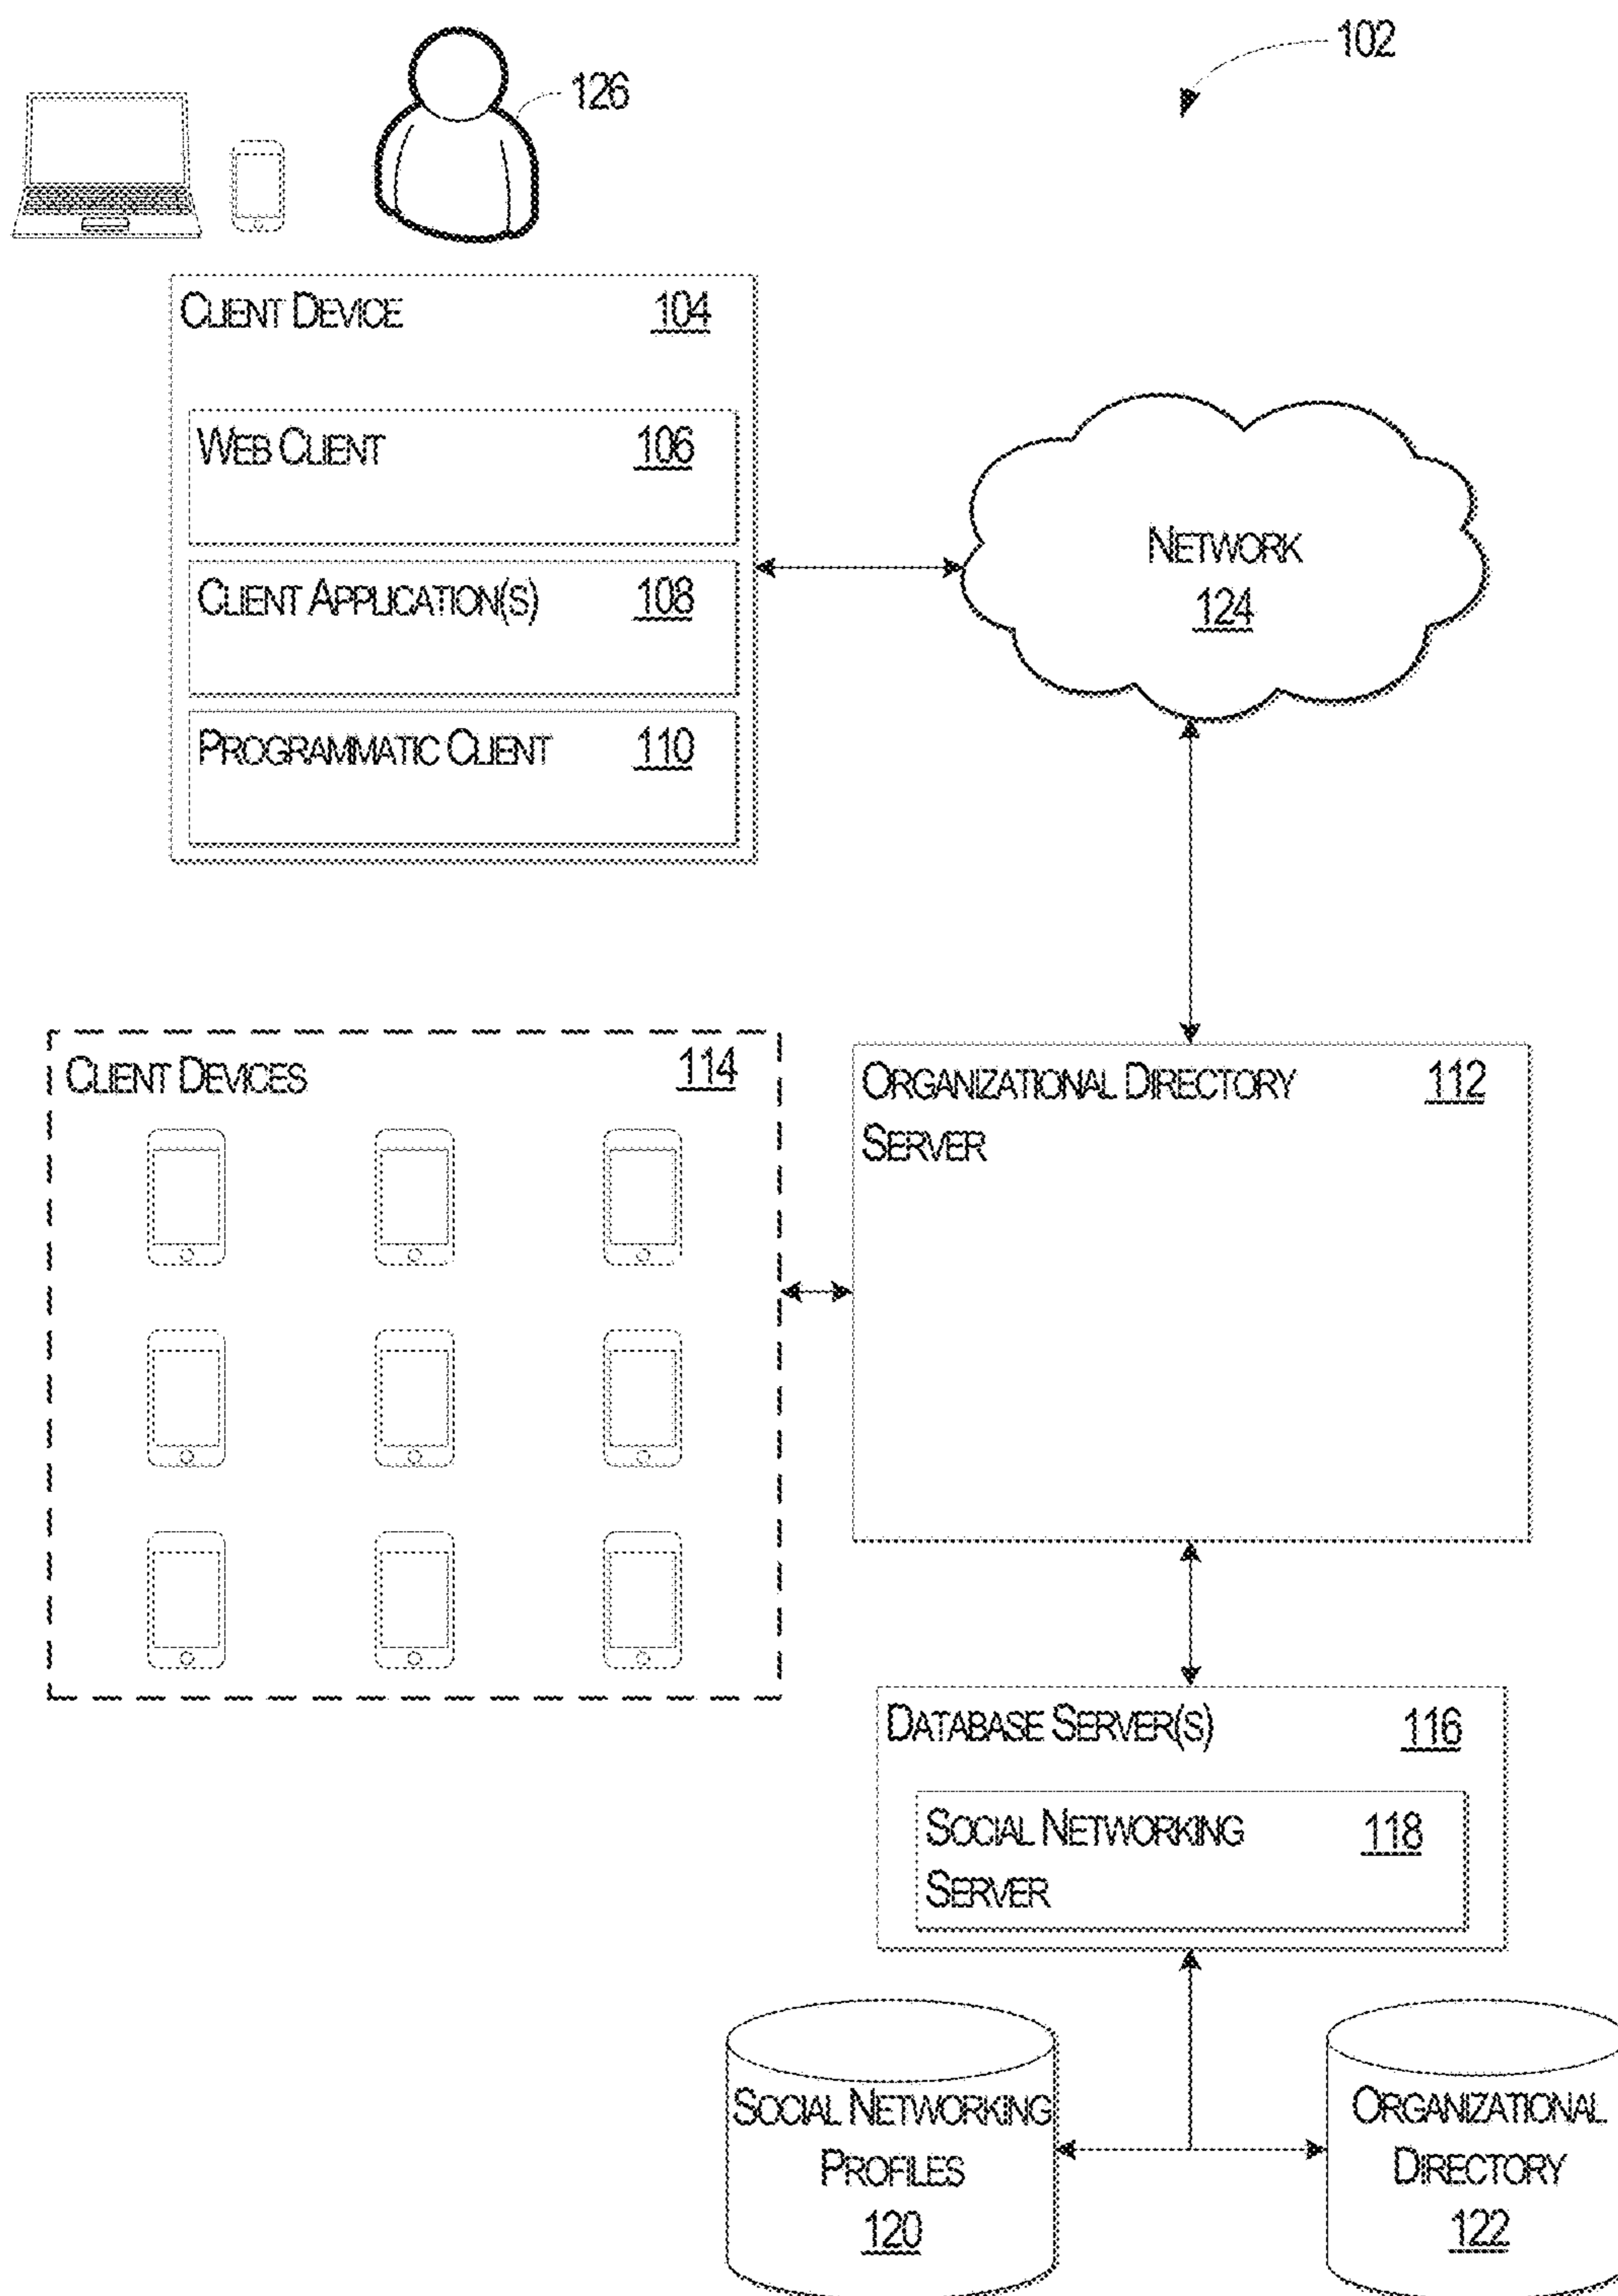 102
126
CLIENT DEVICE 104
WEB CLIENT 106
CLIENT APPLICATION(S) 108
PROGRAMMATIC CLIENT 110
NETWORK
124
CLIENT DEVICES 114
ORGANIZATIONAL DIRECTORY 112
SERVER
DATABASE SERVER(S) 116
SOCIAL NETWORKING 118
SERVER
SOCIAL NETWORKING
PROFILES
120
ORGANIZATIONAL
DIRECTORY
122